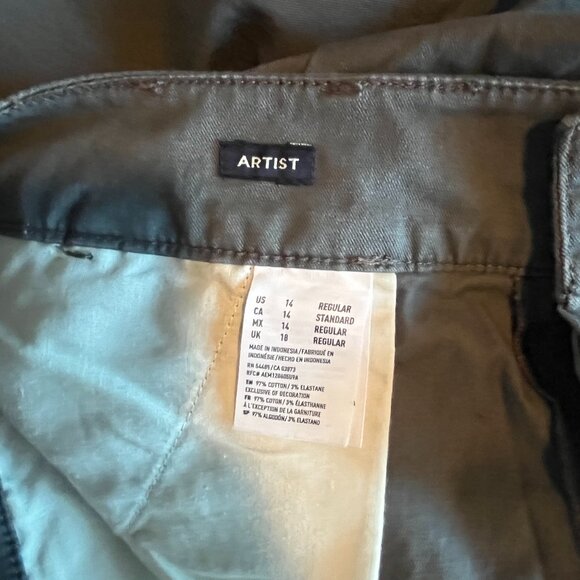 ARTIST
US 14 REGULAR
CA 14 STANDARD
MX 14 REGULAR
UK 18 REGULAR
MADE IN INDONESIA/FABRIQUÉ EN
INDONÉSIE/HECHO EN INDONESIA
RN 54485/CA 03073
RFC# AEM120605U9A
EN 97% COTTON/3% ELASTANE
EXCLUSIVE OF DECORATION
FR 97% COTON/3% ÉLASTHANNE
À L'EXCEPTION DE LA GARNITURE
SP 97% ALGODÓN/3% ELASTANO